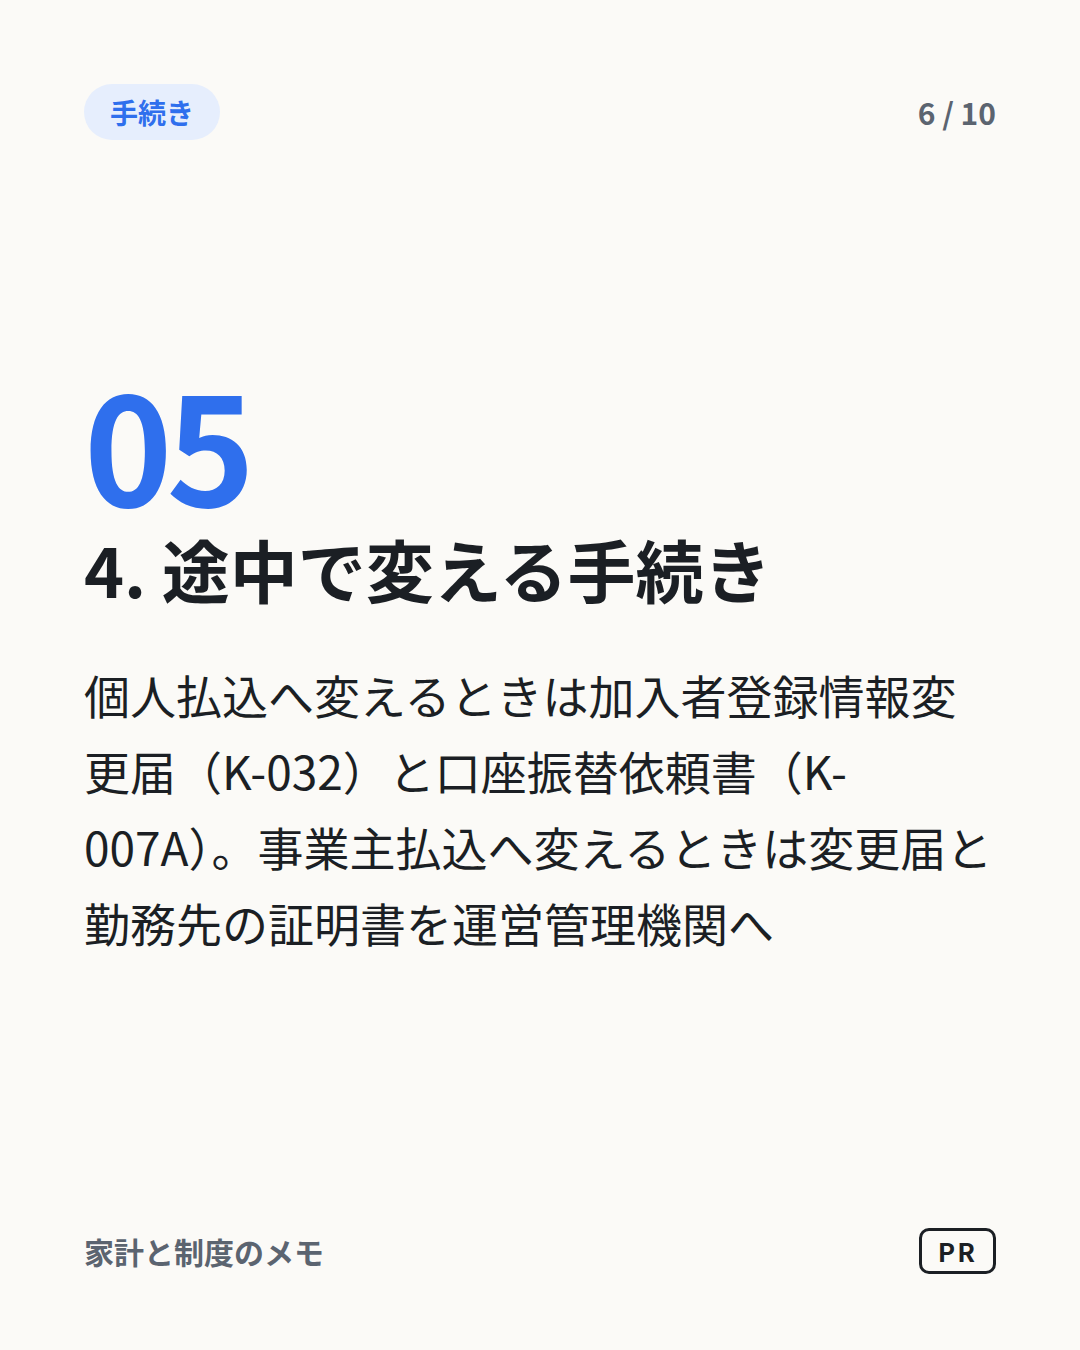 手続き
6 / 10
05
4. 途中で変える手続き
個人払込へ変えるときは加入者登録情報変
更届（K-032）と口座振替依頼書（K-
007A）。事業主払込へ変えるときは変更届と
勤務先の証明書を運営管理機関へ
家計と制度のメモ
PR